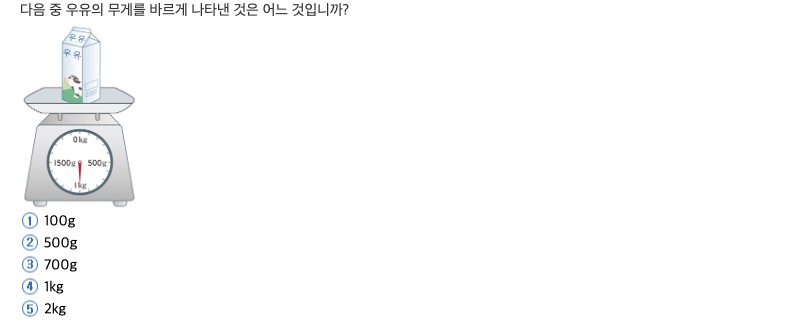 다음 중 우유의 무게를 바르게 나타낸 것은 어느 것입니까?
우유
우유
0kg
1500g 500g
1kg
① 100g
② 500g
③ 700g
④ 1kg
⑤ 2kg